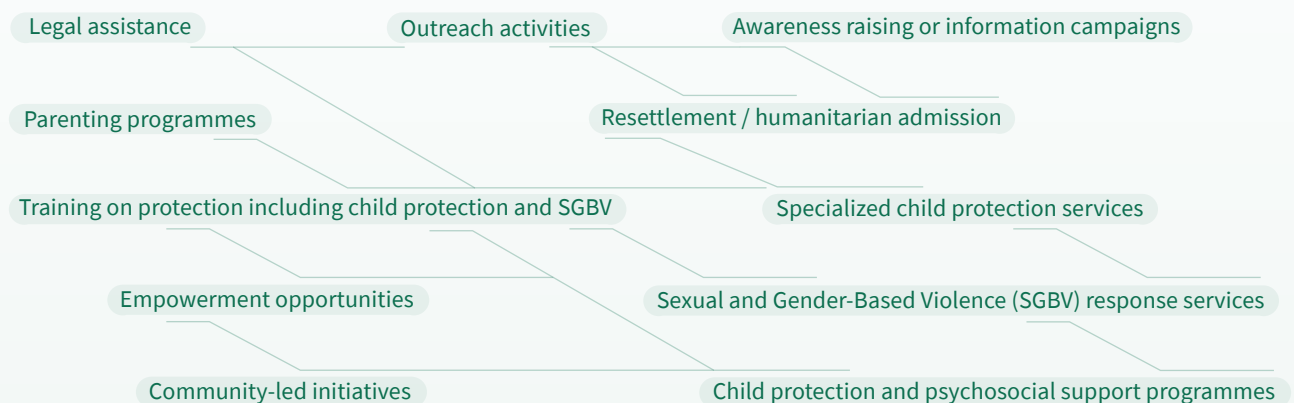 Legal assistance
Outreach activities
Awareness raising or information campaigns
Parenting programmes
Resettlement / humanitarian admission
Training on protection including child protection and SGBV
Specialized child protection services
Empowerment opportunities
Sexual and Gender-Based Violence (SGBV) response services
Community-led initiatives
Child protection and psychosocial support programmes